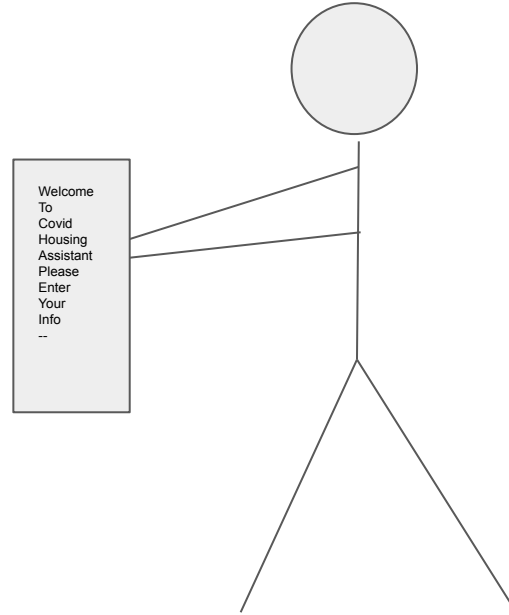 Welcome
To
Covid
Housing
Assistant
Please
Enter
Your
Info
--